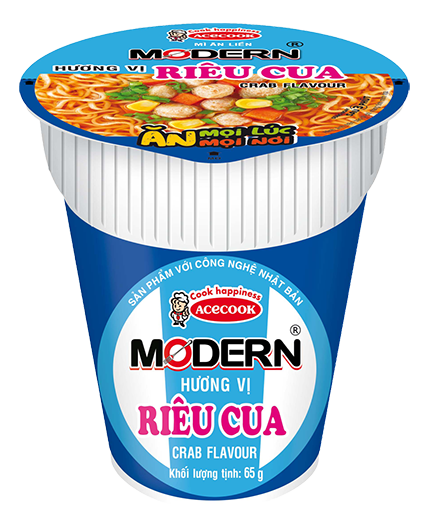 Cook happiness
ACECOOK
MÌ ĂN LIỀN
MODERN®
HƯƠNG VỊ RIÊU CUA
CRAB FLAVOUR
ĂN MỌI LÚC
MỌI NƠI
SẢN PHẨM VỚI CÔNG NGHỆ NHẬT BẢN
Cook happiness
ACECOOK
MODERN®
HƯƠNG VỊ
RIÊU CUA
CRAB FLAVOUR
Khối lượng tịnh: 65 g